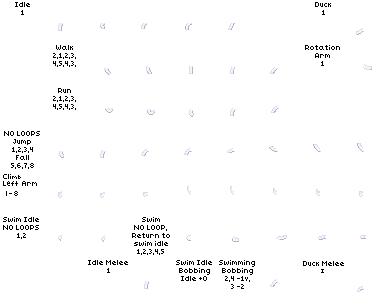 Idle
1
Duck
1
Walk
2,1,2,3,
4,5,4,3,
Rotation
Arm
1
Run
2,1,2,3,
4,5,4,3,
NO LOOPS
Jump
1,2,3,4
Fall
5,6,7,8
Climb
Left Arm
1-8
Swim Idle
NO LOOPS
1,2
Swim
NO LOOP,
Return to
swim idle
1,2,3,4,5
Idle Melee
1
Swim Idle
Bobbing
Idle +0
Swimming
Bobbing
2,4 -1v,
3 -2
Duck Melee
1